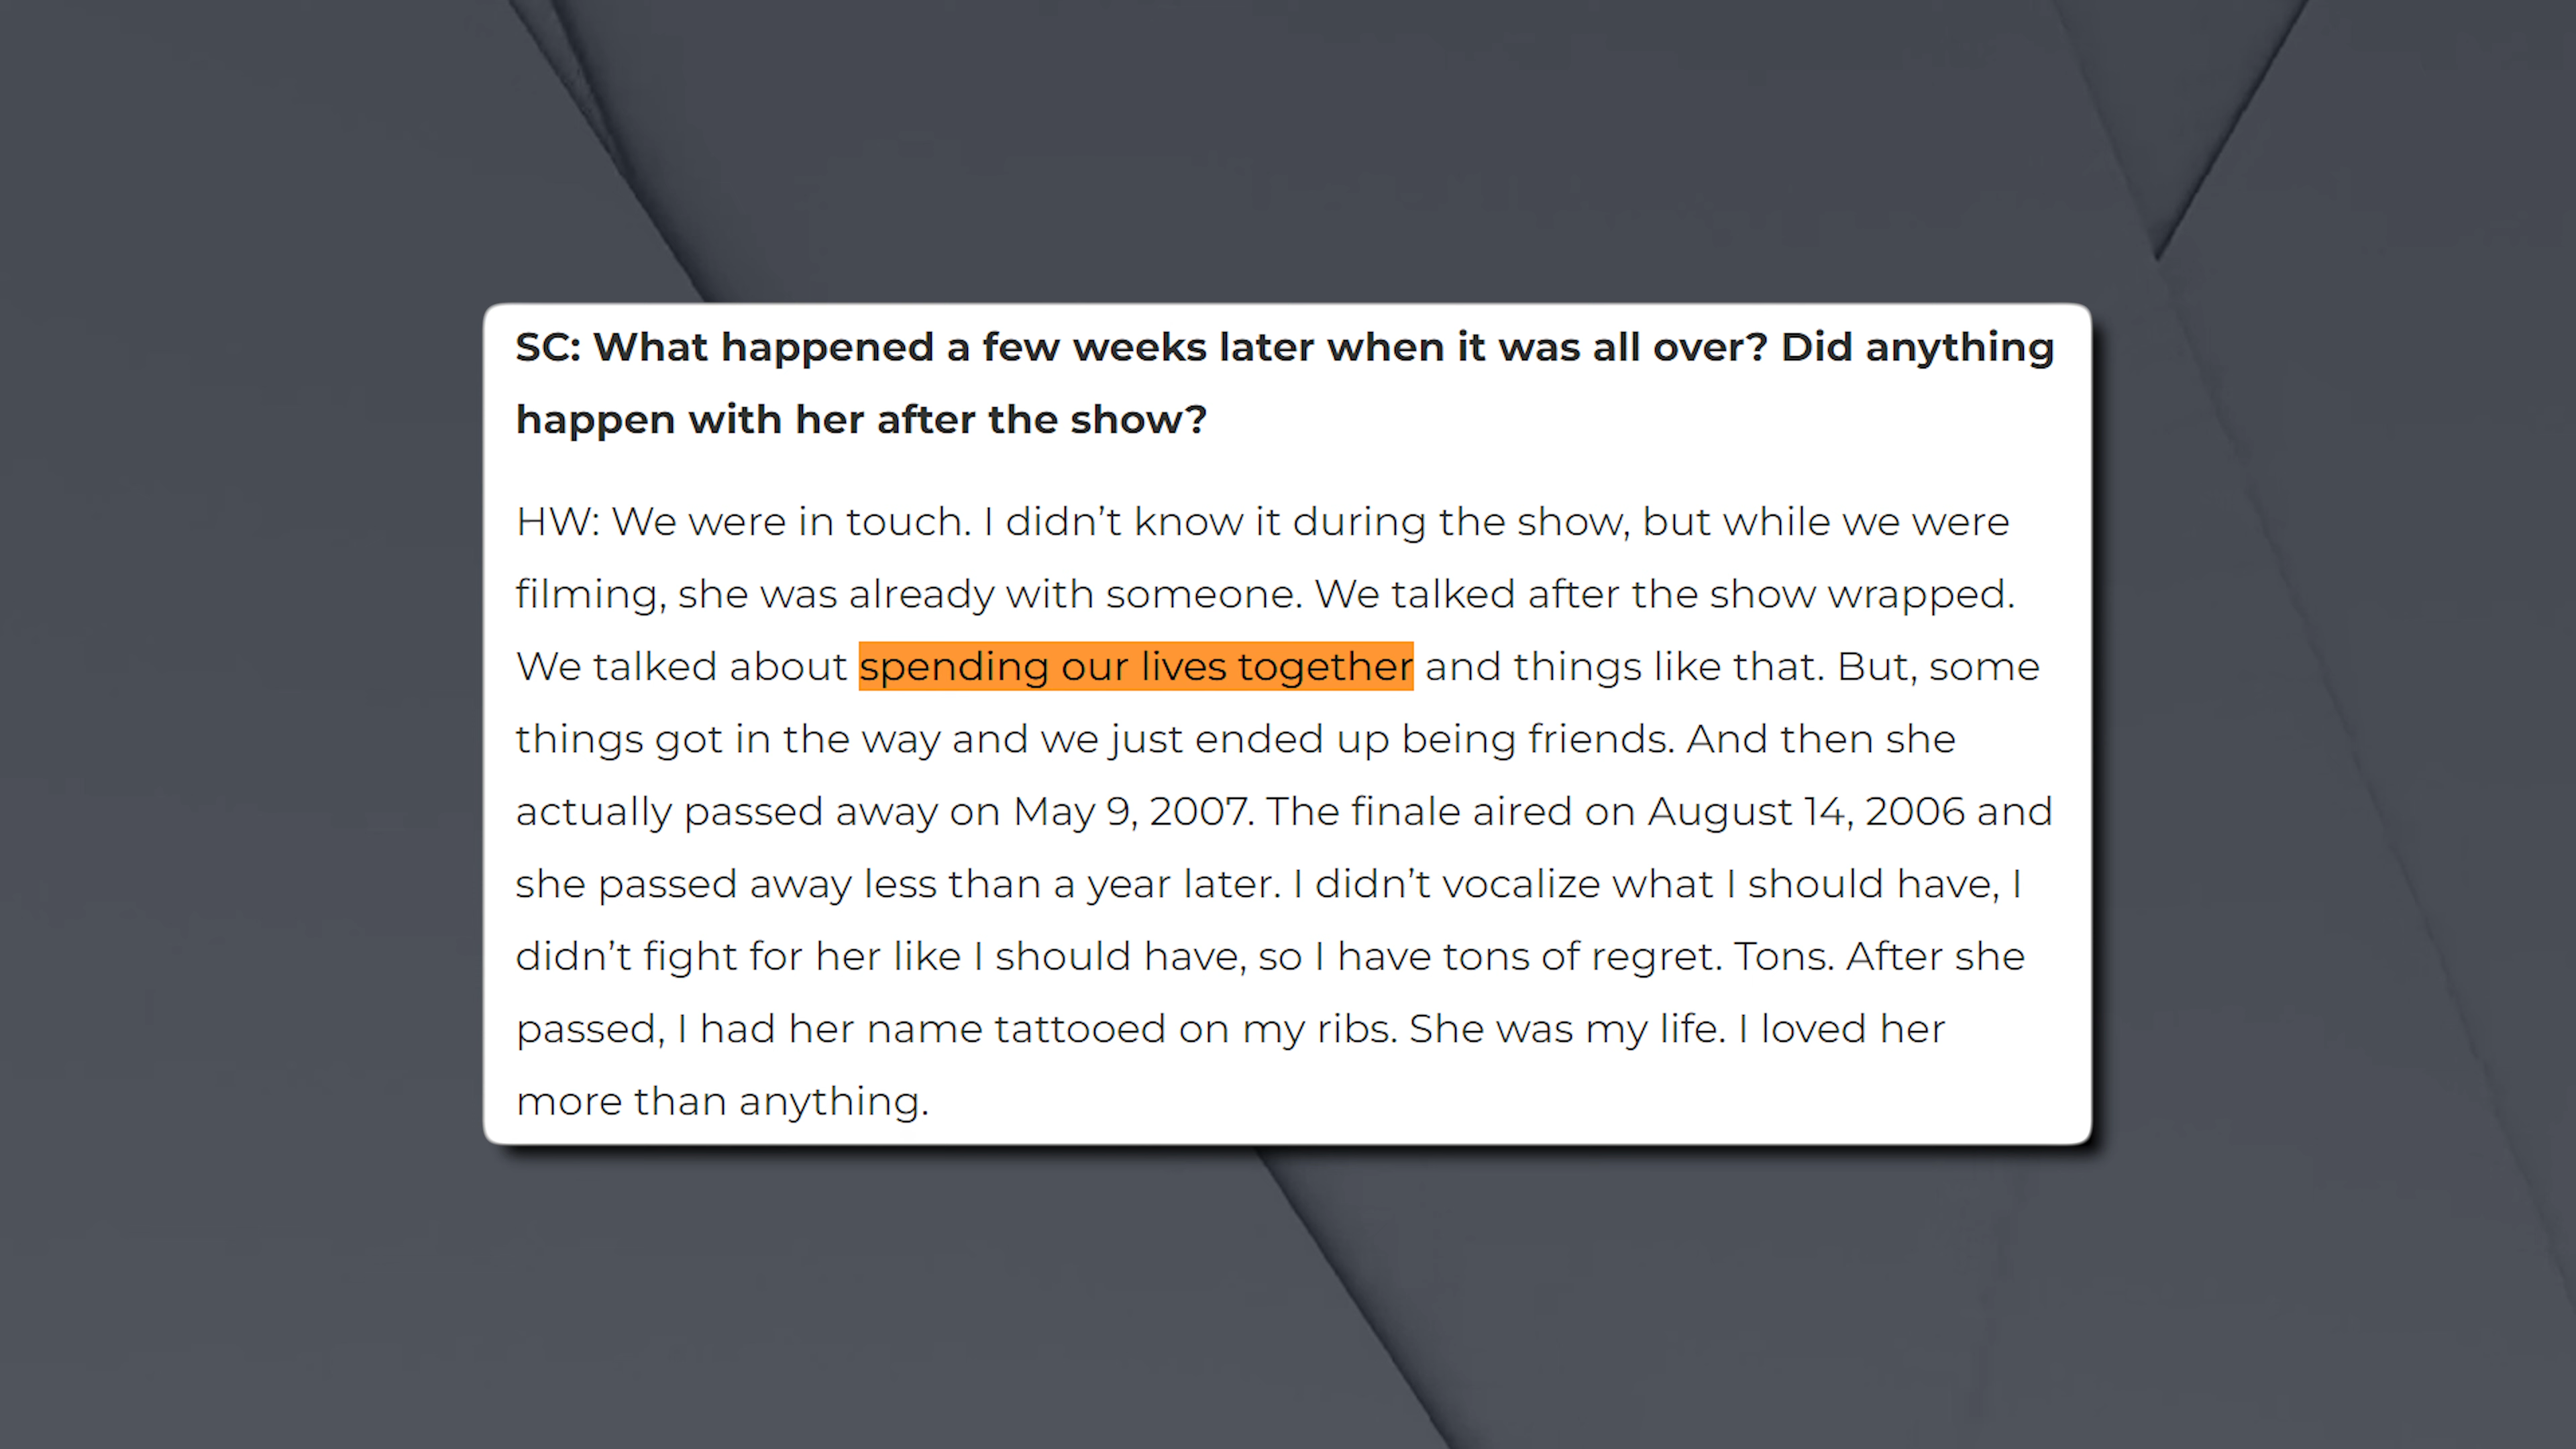 SC: What happened a few weeks later when it was all over? Did anything
happen with her after the show?
HW: We were in touch. I didn’t know it during the show, but while we were
filming, she was already with someone. We talked after the show wrapped.
We talked about spending our lives together and things like that. But, some
things got in the way and we just ended up being friends. And then she
actually passed away on May 9, 2007. The finale aired on August 14, 2006 and
she passed away less than a year later. I didn’t vocalize what I should have, I
didn’t fight for her like I should have, so I have tons of regret. Tons. After she
passed, I had her name tattooed on my ribs. She was my life. I loved her
more than anything.